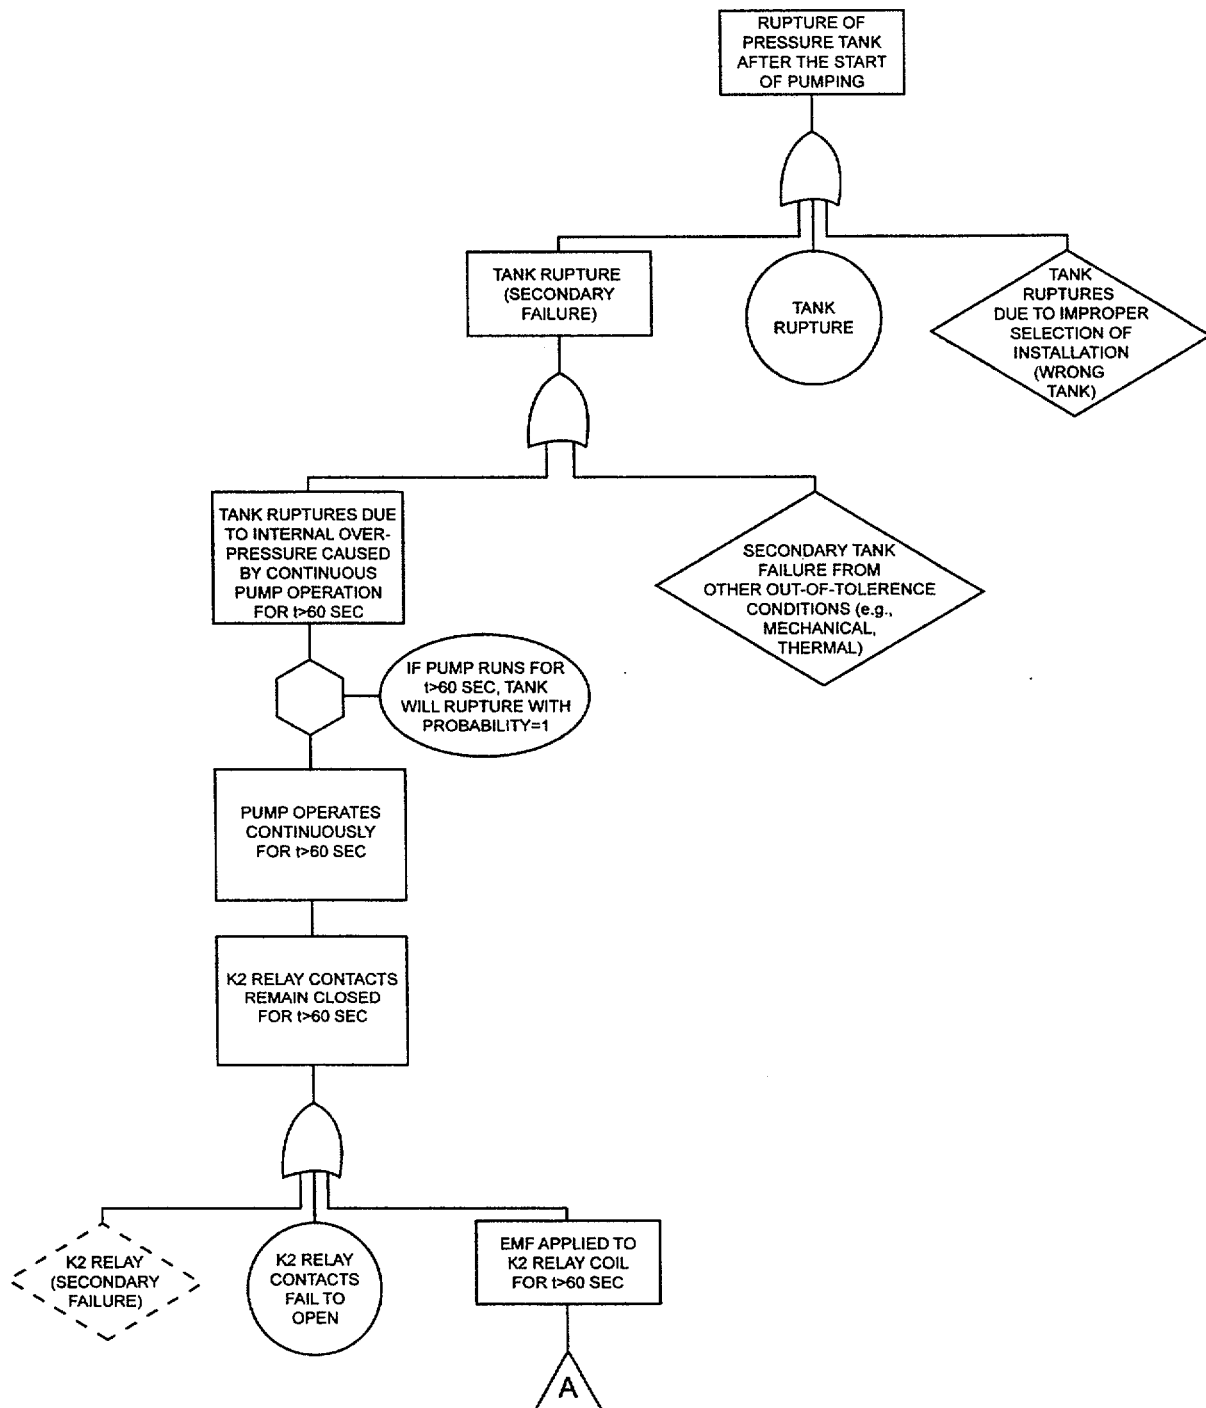 RUPTURE OF
PRESSURE TANK
AFTER THE START
OF PUMPING
TANK RUPTURE
(SECONDARY
FAILURE)
TANK
RUPTURE
TANK
RUPTURES
DUE TO IMPROPER
SELECTION OF
INSTALLATION
(WRONG
TANK)
TANK RUPTURES DUE
TO INTERNAL OVER-
PRESSURE CAUSED
BY CONTINUOUS
PUMP OPERATION
FOR t>60 SEC
SECONDARY TANK
FAILURE FROM
OTHER OUT-OF-TOLERENCE
CONDITIONS (e.g.,
MECHANICAL,
THERMAL)
IF PUMP RUNS FOR
t>60 SEC, TANK
WILL RUPTURE WITH
PROBABILITY=1
PUMP OPERATES
CONTINUOUSLY
FOR t>60 SEC
K2 RELAY CONTACTS
REMAIN CLOSED
FOR t>60 SEC
K2 RELAY
(SECONDARY
FAILURE)
K2 RELAY
CONTACTS
FAIL TO
OPEN
EMF APPLIED TO
K2 RELAY COIL
FOR t>60 SEC
A